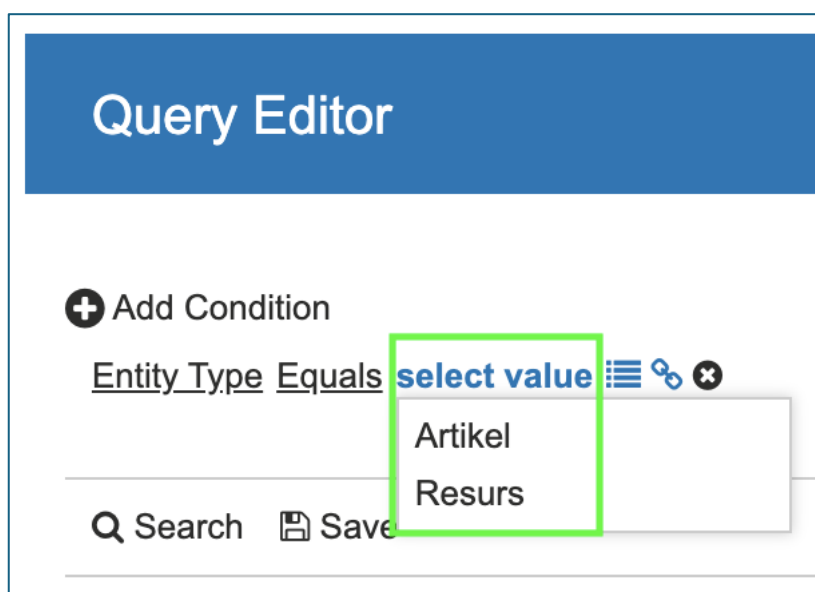 Query Editor
Add Condition
Entity Type Equals select value
Artikel
Resurs
Search Save